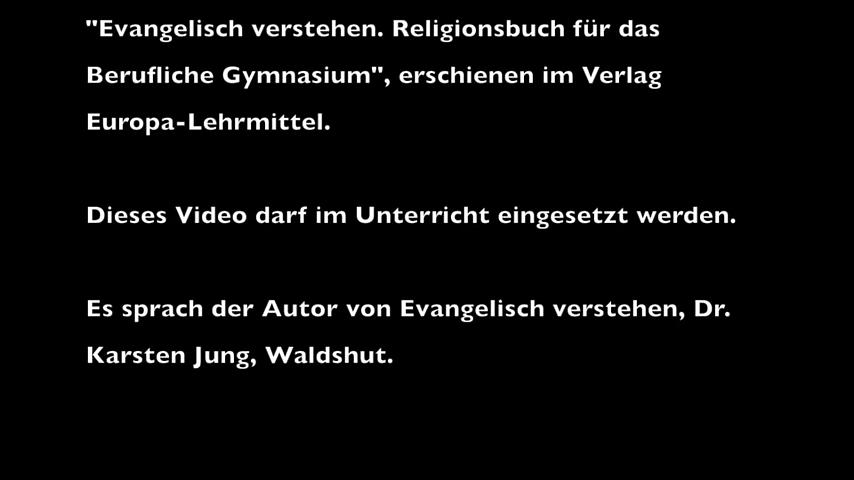 "Evangelisch verstehen. Religionsbuch für das
Berufliche Gymnasium", erschienen im Verlag
Europa-Lehrmittel.
Dieses Video darf im Unterricht eingesetzt werden.
Es sprach der Autor von Evangelisch verstehen, Dr.
Karsten Jung, Waldshut.